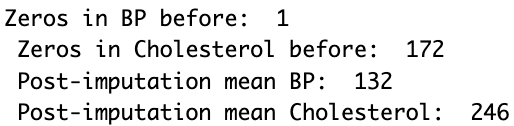 Zeros in BP before:  1
Zeros in Cholesterol before:  172
Post-imputation mean BP:  132
Post-imputation mean Cholesterol:  246